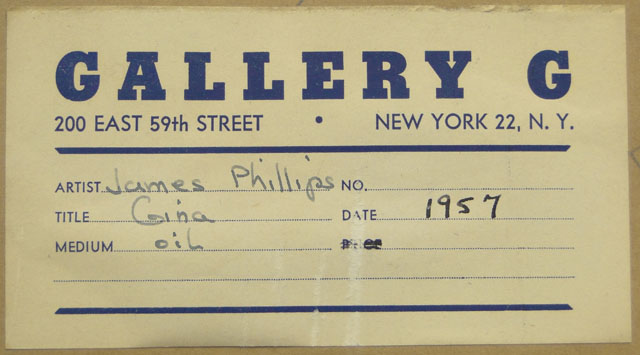 GALLERY G
200 EAST 59th STREET • NEW YORK 22, N. Y.
ARTIST James Phillips NO.
TITLE Gina DATE 1957
MEDIUM oil